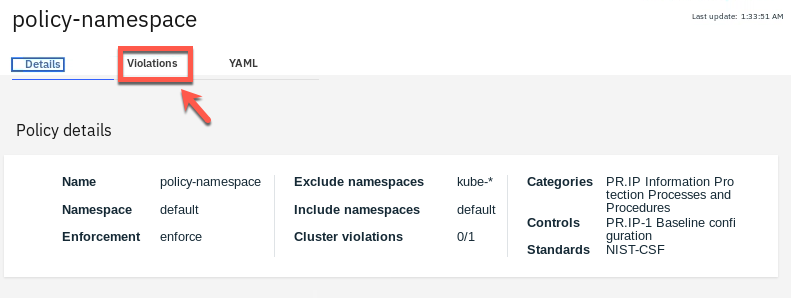 policy-namespace
Last update: 1:33:51 AM
Details Violations YAML
Policy details
Name policy-namespace
Namespace default
Enforcement enforce
Exclude namespaces kube-*
Include namespaces default
Cluster violations 0/1
Categories PR.IP Information Pro
tection Processes and
Procedures
Controls PR.IP-1 Baseline confi
guration
Standards NIST-CSF